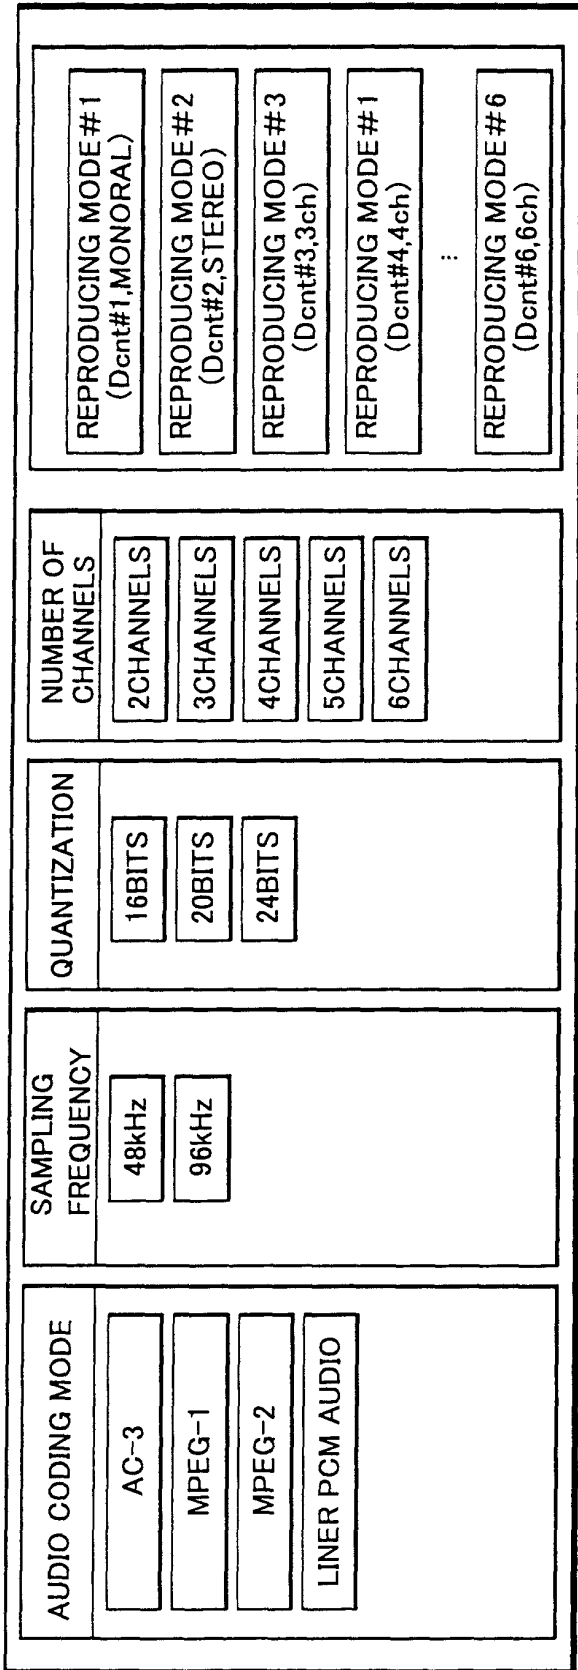 AUDIO CODING MODE
AC-3
MPEG-1
MPEG-2
LINER PCM AUDIO
SAMPLING
FREQUENCY
48kHz
96kHz
QUANTIZATION
16BITS
20BITS
24BITS
NUMBER OF
CHANNELS
2CHANNELS
3CHANNELS
4CHANNELS
5CHANNELS
6CHANNELS
REPRODUCING MODE#1
(Dcnt#1,MONORAL)
REPRODUCING MODE#2
(Dcnt#2,STEREO)
REPRODUCING MODE#3
(Dcnt#3,3ch)
REPRODUCING MODE#1
(Dcnt#4,4ch)
...
REPRODUCING MODE#6
(Dcnt#6,6ch)